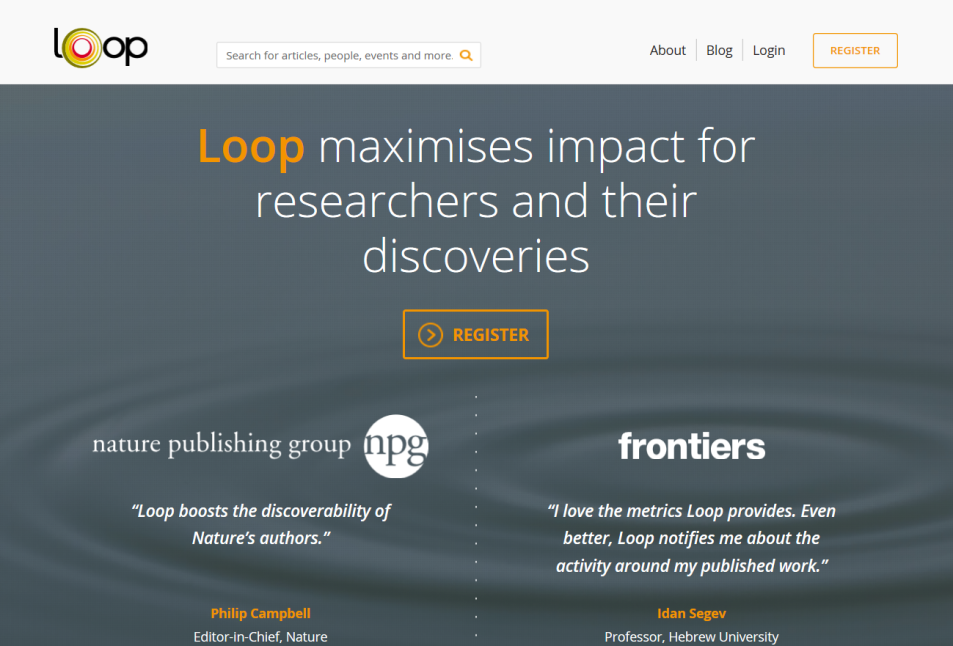 loop
Search for articles, people, events and more.
About
Blog
Login
REGISTER
Loop maximises impact for
researchers and their
discoveries
REGISTER
nature publishing group npg
“Loop boosts the discoverability of
Nature’s authors.”
Philip Campbell
Editor-in-Chief, Nature
frontiers
“I love the metrics Loop provides. Even
better, Loop notifies me about the
activity around my published work.”
Idan Segev
Professor, Hebrew University